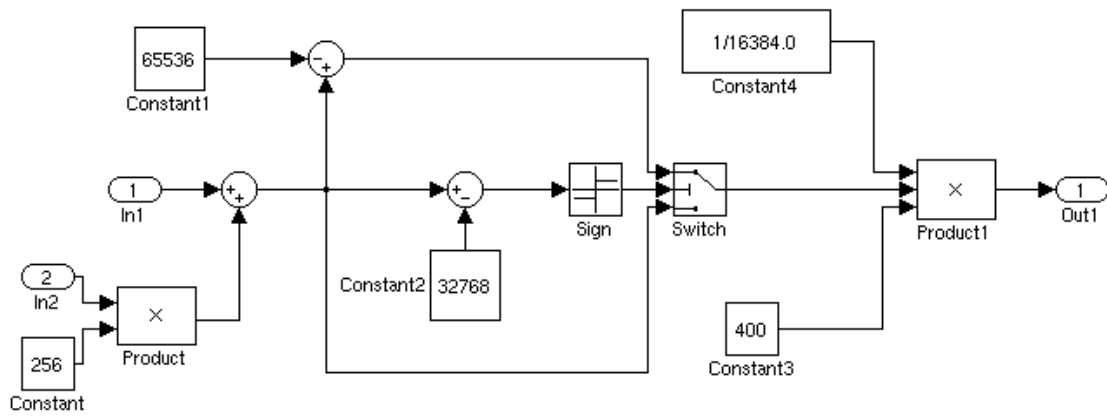 65536
Constant1
1/16384.0
Constant4
1
In1
Sign
Switch
Product1
1
Out1
Constant2
32768
2
In2
Product
256
Constant
400
Constant3